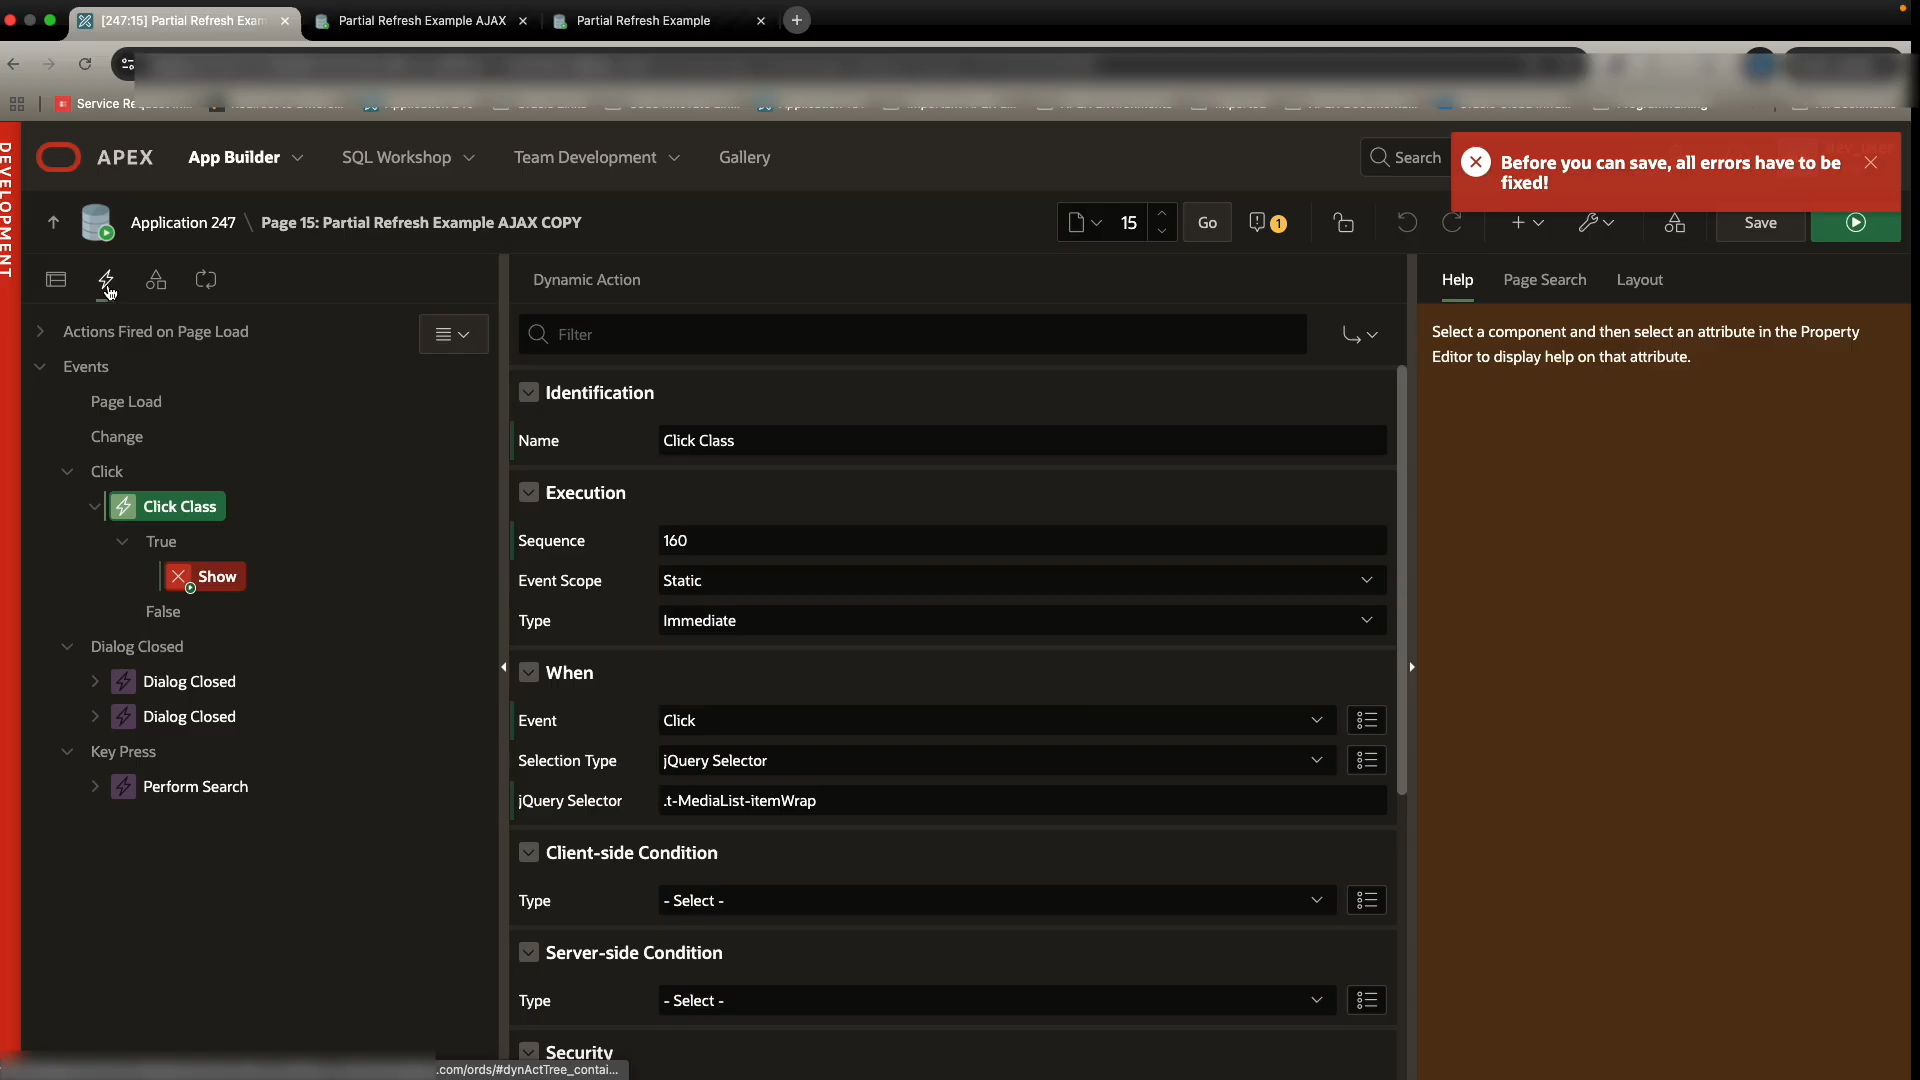 [247:15] Partial Refresh Exam
Partial Refresh Example AJAX
Partial Refresh Example
Service Re
DEVELOPMENT
APEX
App Builder
SQL Workshop
Team Development
Gallery
Search
Before you can save, all errors have to be
fixed!
Application 247 \ Page 15: Partial Refresh Example AJAX COPY
15
Go
1
Save
Actions Fired on Page Load
Events
Page Load
Change
Click
Click Class
True
Show
False
Dialog Closed
Dialog Closed
Dialog Closed
Key Press
Perform Search
Dynamic Action
Filter
Identification
Name
Click Class
Execution
Sequence
160
Event Scope
Static
Type
Immediate
When
Event
Click
Selection Type
jQuery Selector
jQuery Selector
.t-MediaList-itemWrap
Client-side Condition
Type
- Select -
Server-side Condition
Type
- Select -
Security
Help
Page Search
Layout
Select a component and then select an attribute in the Property
Editor to display help on that attribute.
.com/ords/#dynActTree_contai...